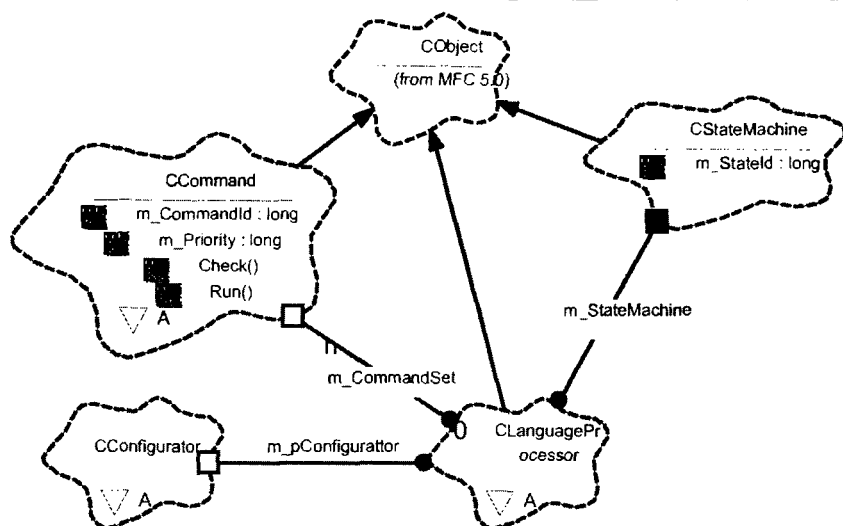 CObject
(from MFC 5.0)
CStateMachine
m_StateId : long
CCommand
m_CommandId : long
m_Priority : long
Check()
Run()
A
m_StateMachine
n
m_CommandSet
0
CConfigurator
m_pConfigurattor
CLanguagePr
ocessor
A
A